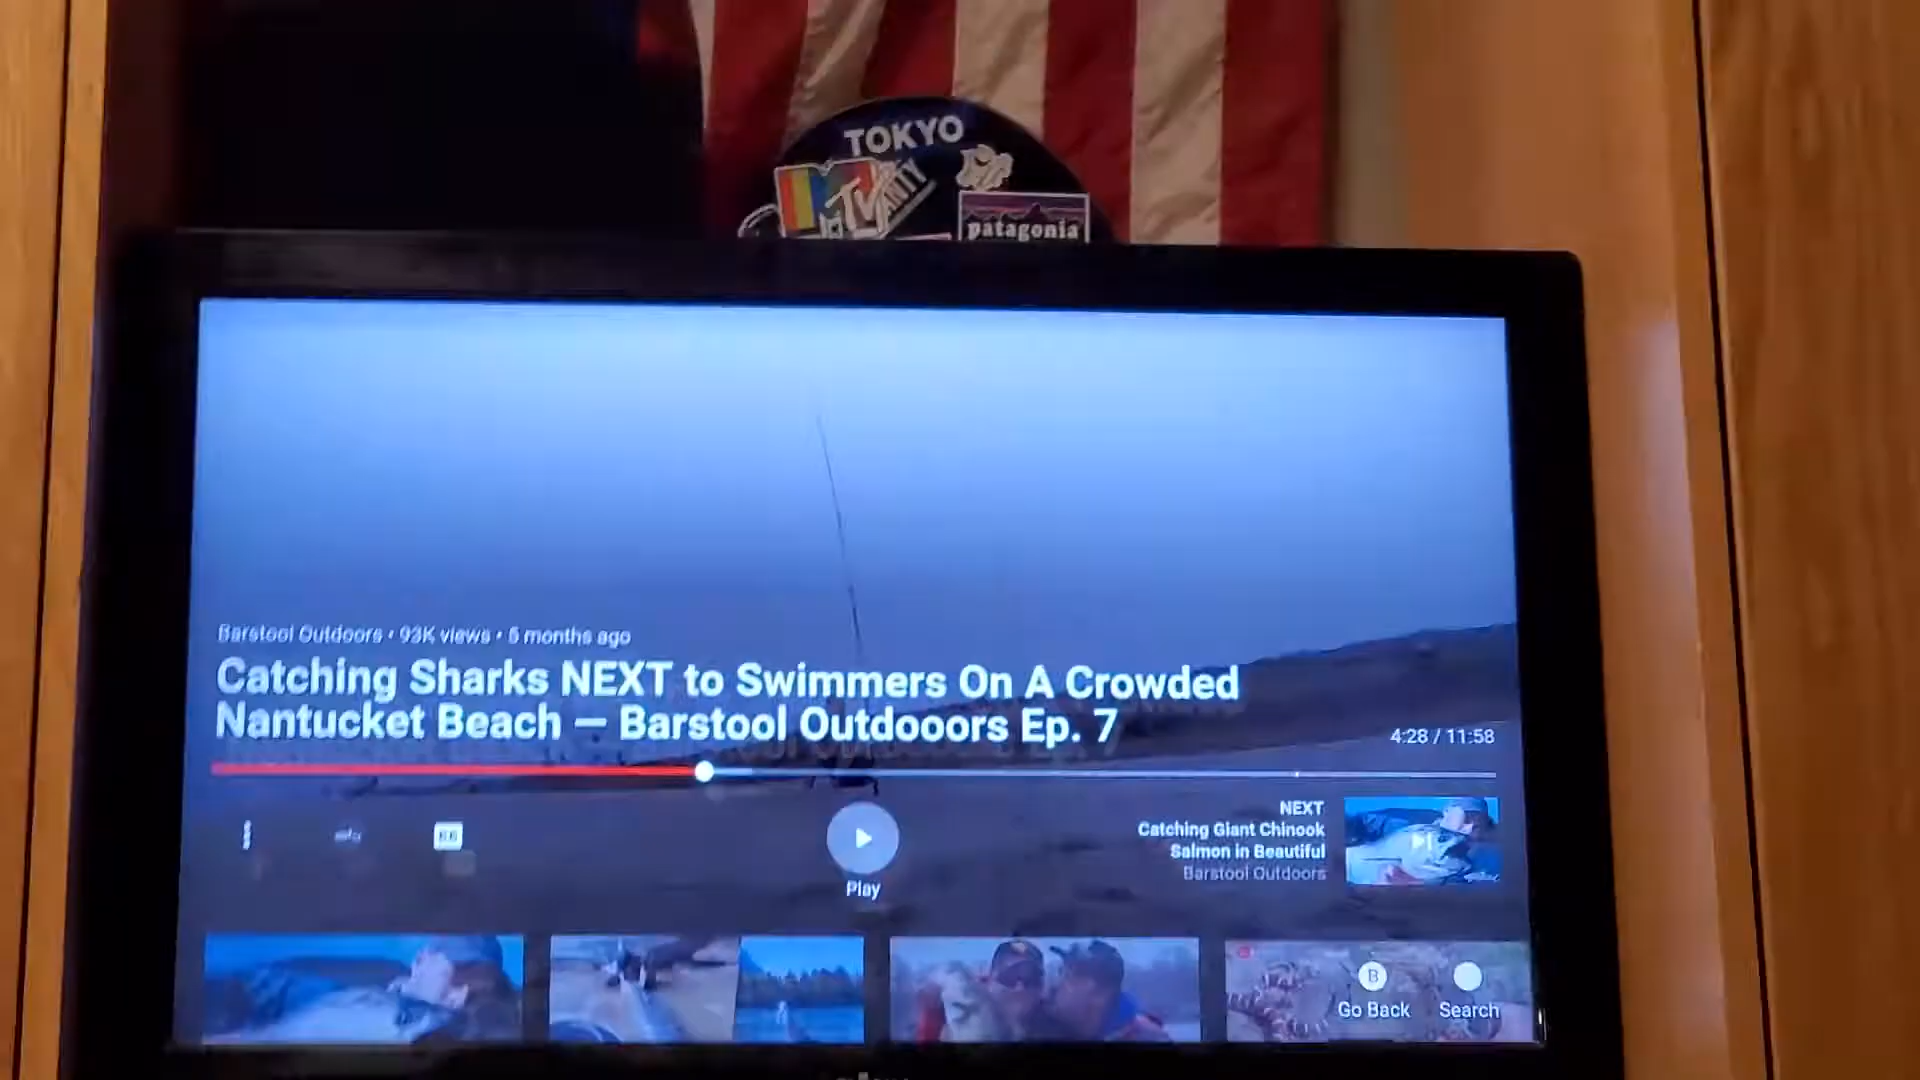 TOKYO
MTV
patagonia
Barstool Outdoors • 93K views • 5 months ago
Catching Sharks NEXT to Swimmers On A Crowded
Nantucket Beach — Barstool Outdooors Ep. 7
4:28 / 11:58
NEXT
Catching Giant Chinook
Salmon in Beautiful
Barstool Outdoors
CC
Play
B
Go Back
Search